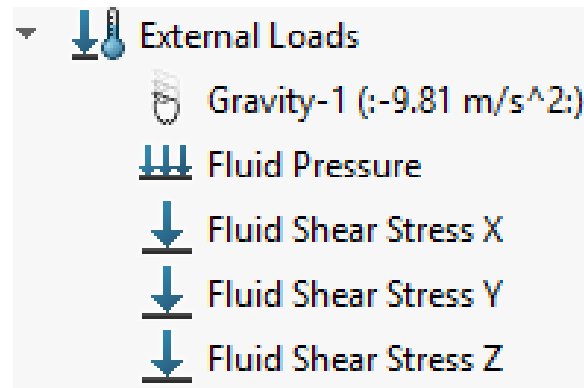 External Loads
Gravity-1 (:-9.81 m/s^2:)
Fluid Pressure
Fluid Shear Stress X
Fluid Shear Stress Y
Fluid Shear Stress Z